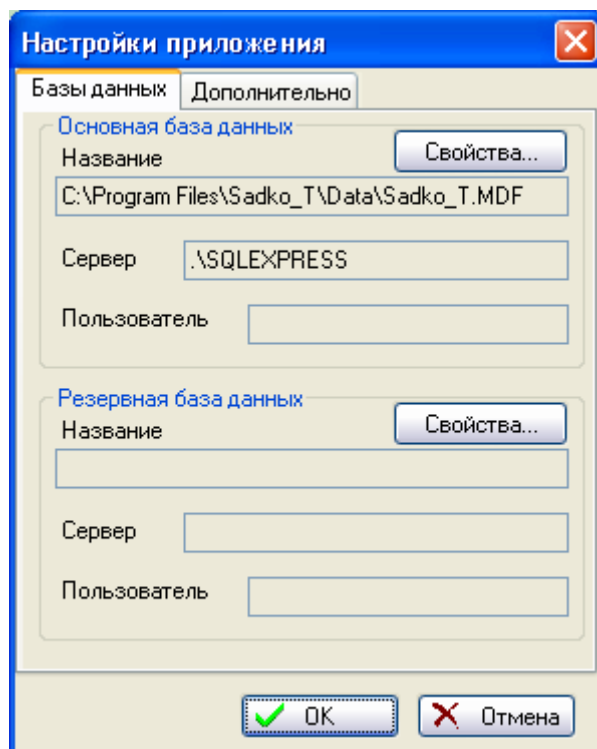 Настройки приложения
Базы данных Дополнительно
Основная база данных
Свойства...
Название
C:\Program Files\Sadko_T\Data\Sadko_T.MDF
Сервер .\SQLEXPRESS
Пользователь
Резервная база данных
Свойства...
Название
Сервер
Пользователь
OK Отмена